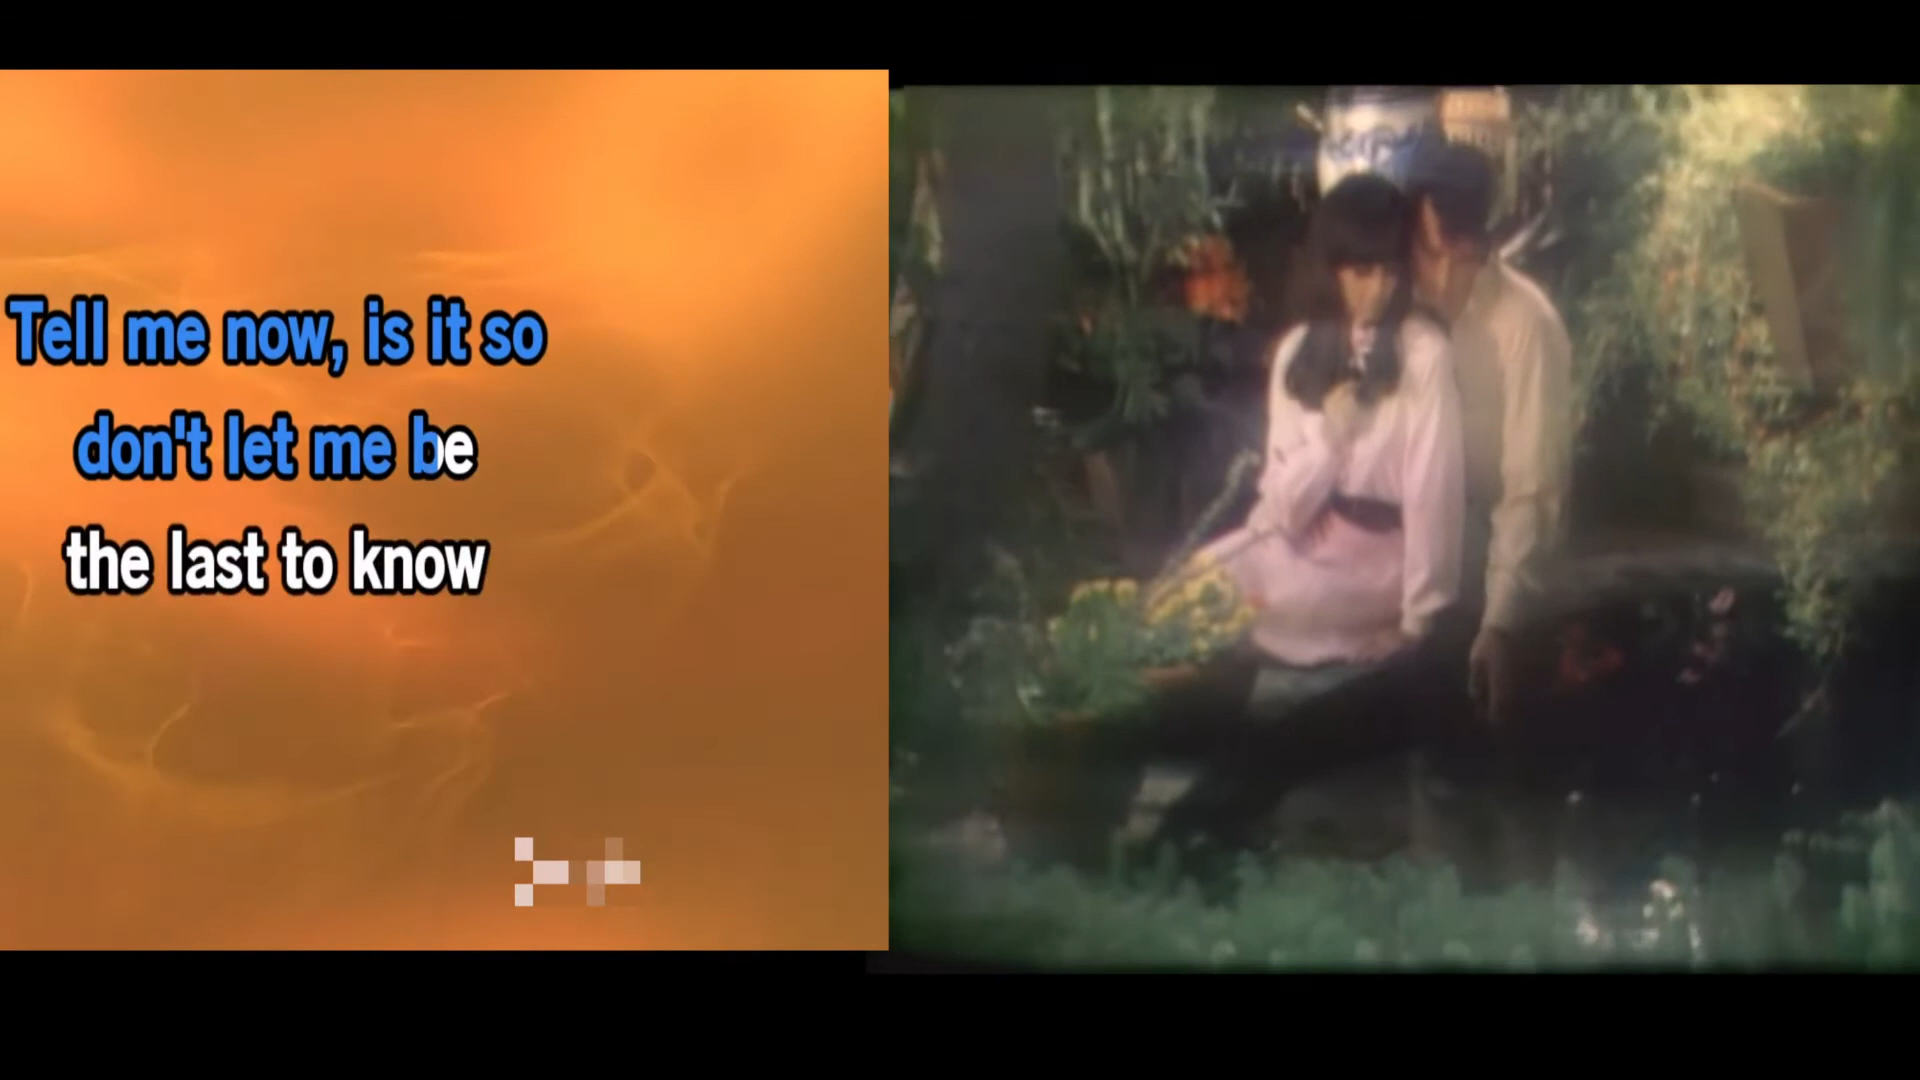 Tell me now, is it so
don't let me be
the last to know